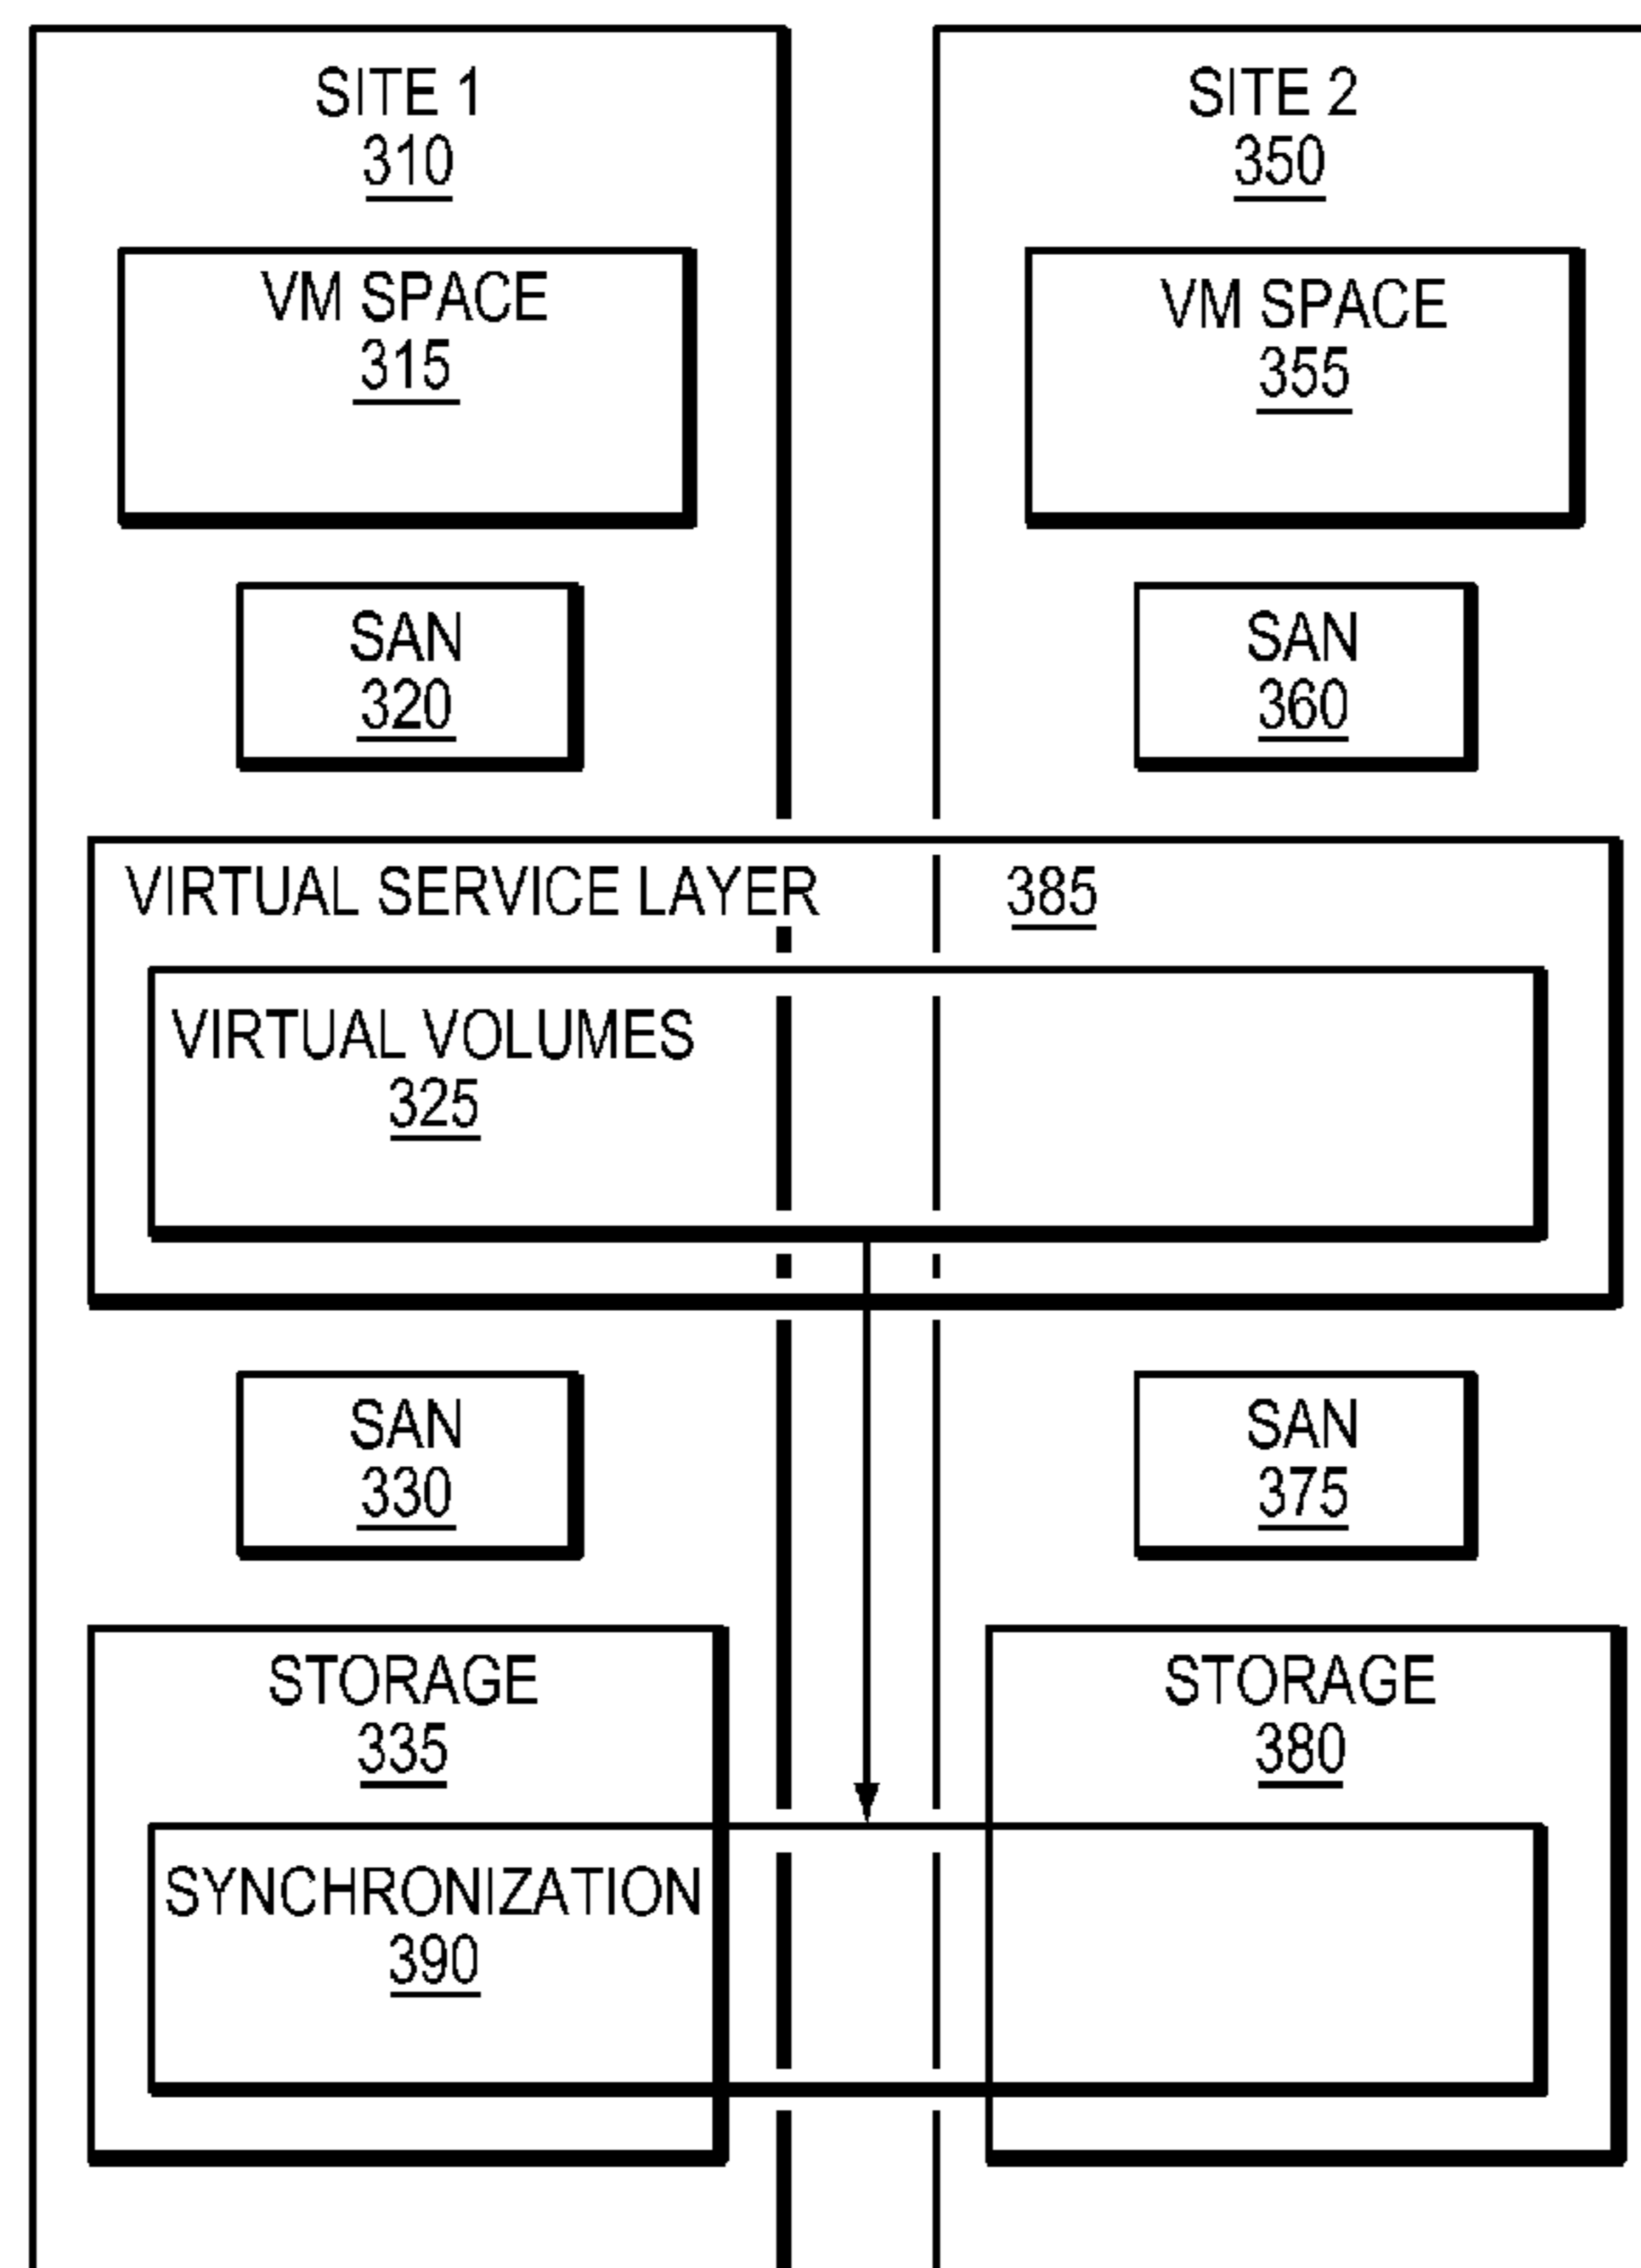 SITE 1
310
SITE 2
350
VM SPACE
315
VM SPACE
355
SAN
320
SAN
360
VIRTUAL SERVICE LAYER 385
VIRTUAL VOLUMES
325
SAN
330
SAN
375
STORAGE
335
STORAGE
380
SYNCHRONIZATION
390